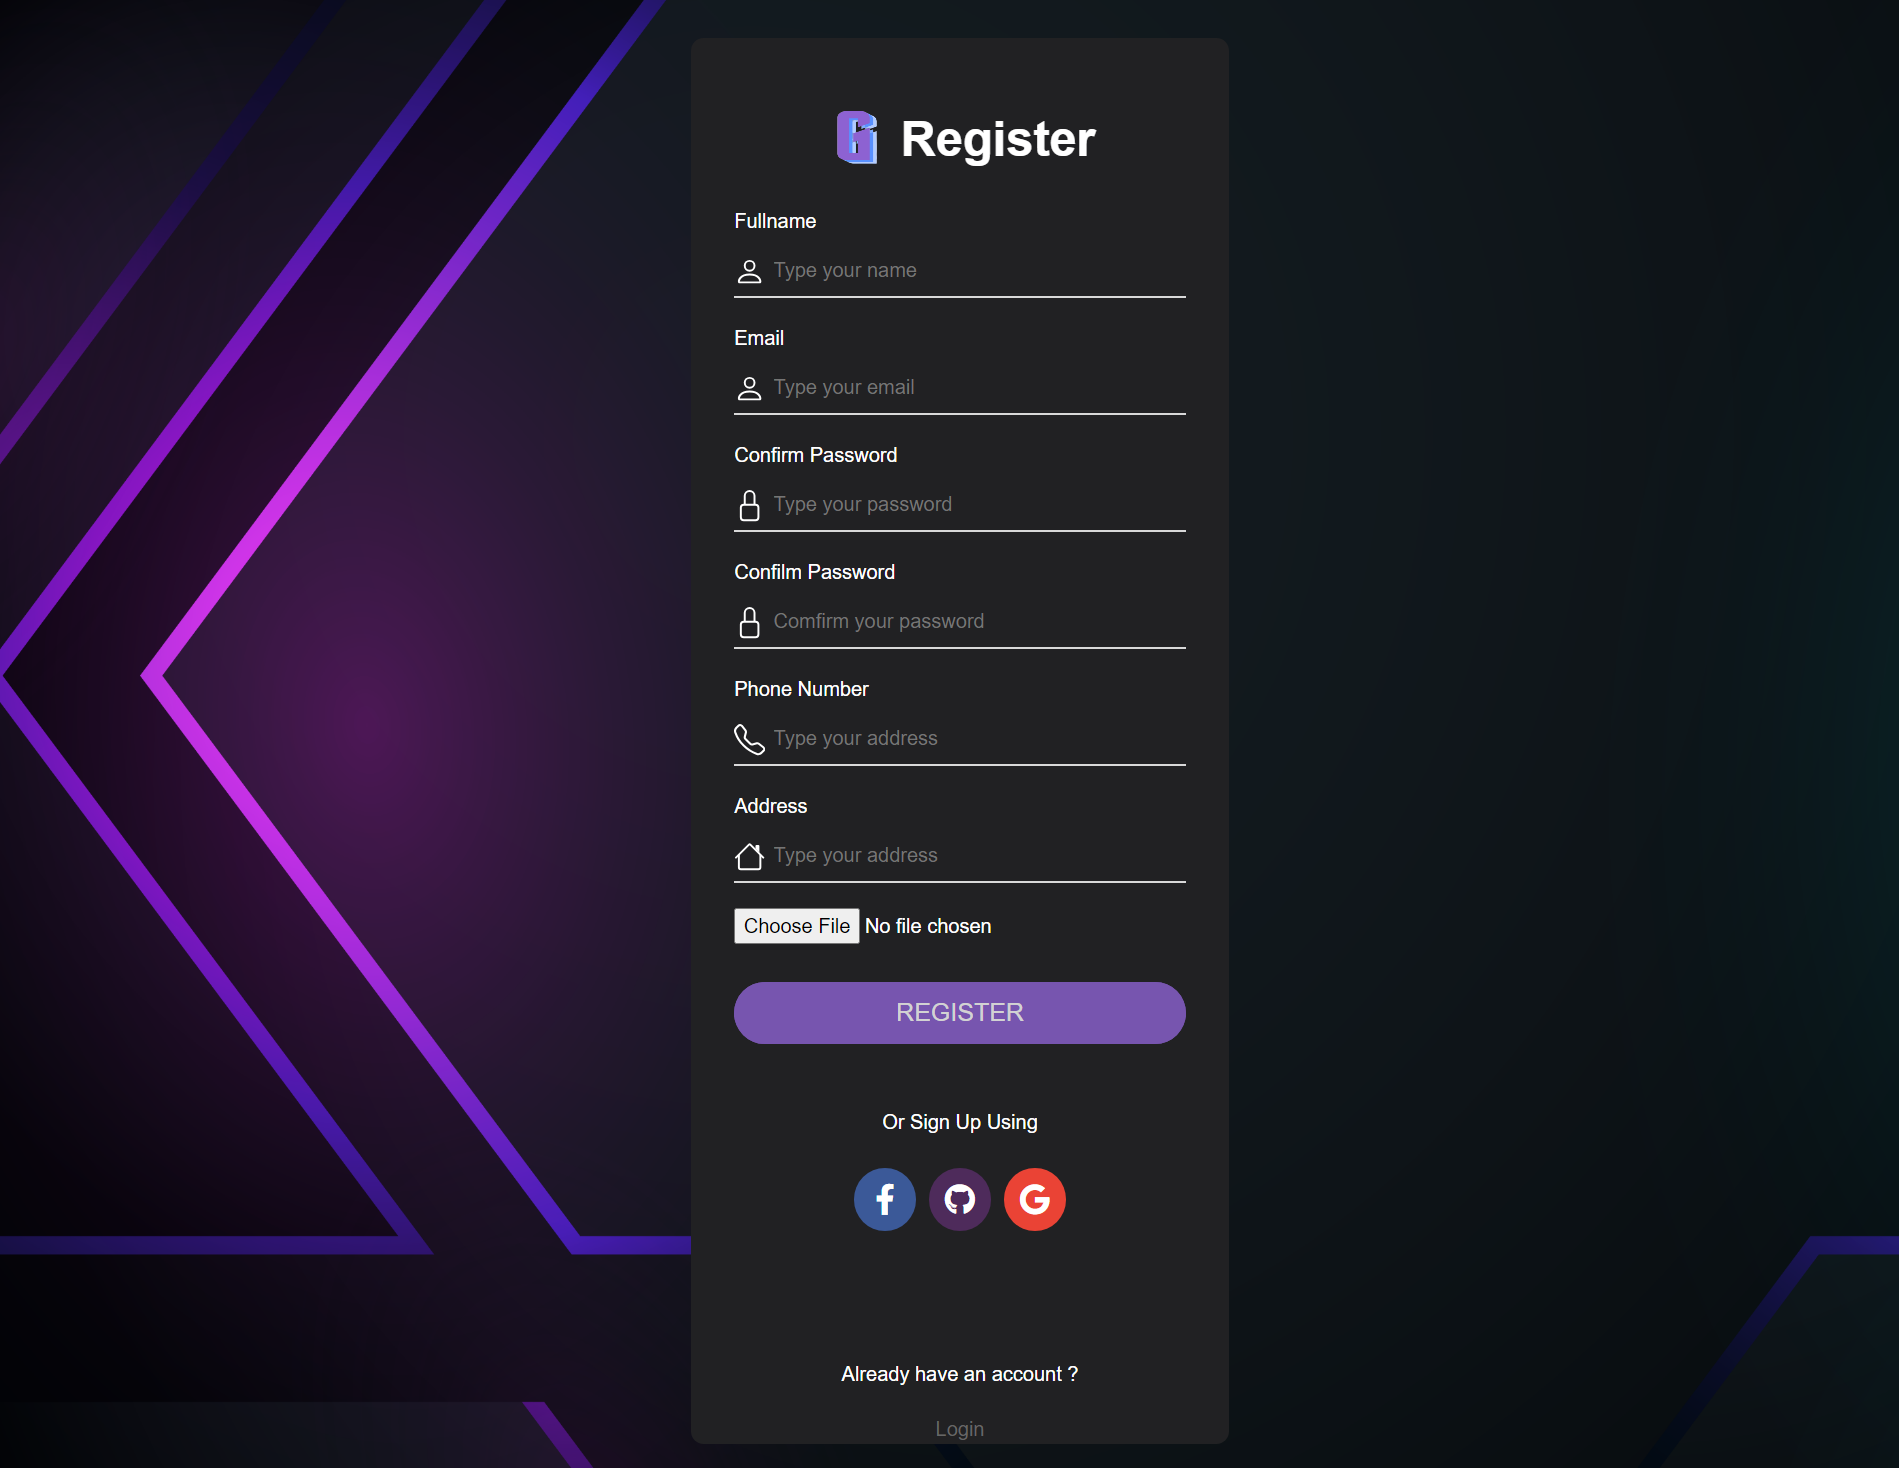 Register
Fullname
Type your name
Email
Type your email
Confirm Password
Type your password
Confilm Password
Comfirm your password
Phone Number
Type your address
Address
Type your address
Choose File No file chosen
REGISTER
Or Sign Up Using
Already have an account ?
Login